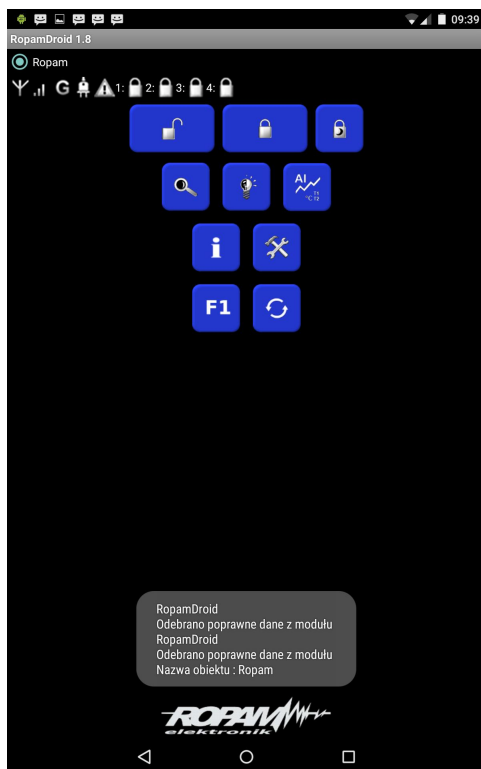 09:39
RopamDroid 1.8
Ropam
G 1: 2: 3: 4:
AI
°C T1
T2
i
F1
RopamDroid
Odebrano poprawne dane z modułu
RopamDroid
Odebrano poprawne dane z modułu
Nazwa obiektu : Ropam
ROPAM
elektronik